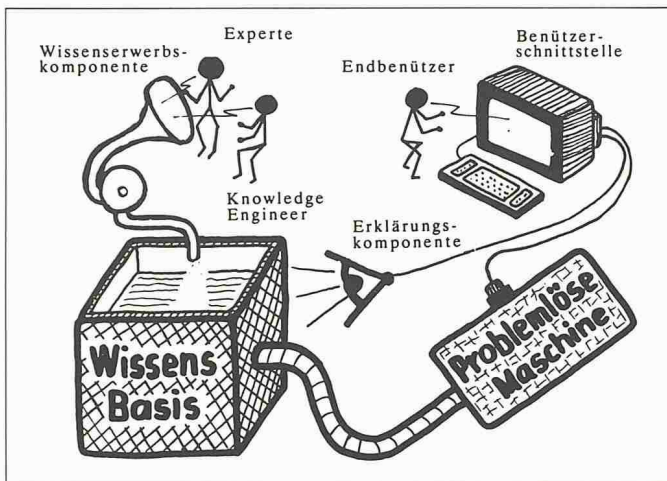 Experte
Wissenserwerbs-
komponente
Benützer-
schnittstelle
Endbenützer
Knowledge
Engineer
Erklärungs-
komponente
Wissens
Basis
Problemlöse
Maschine